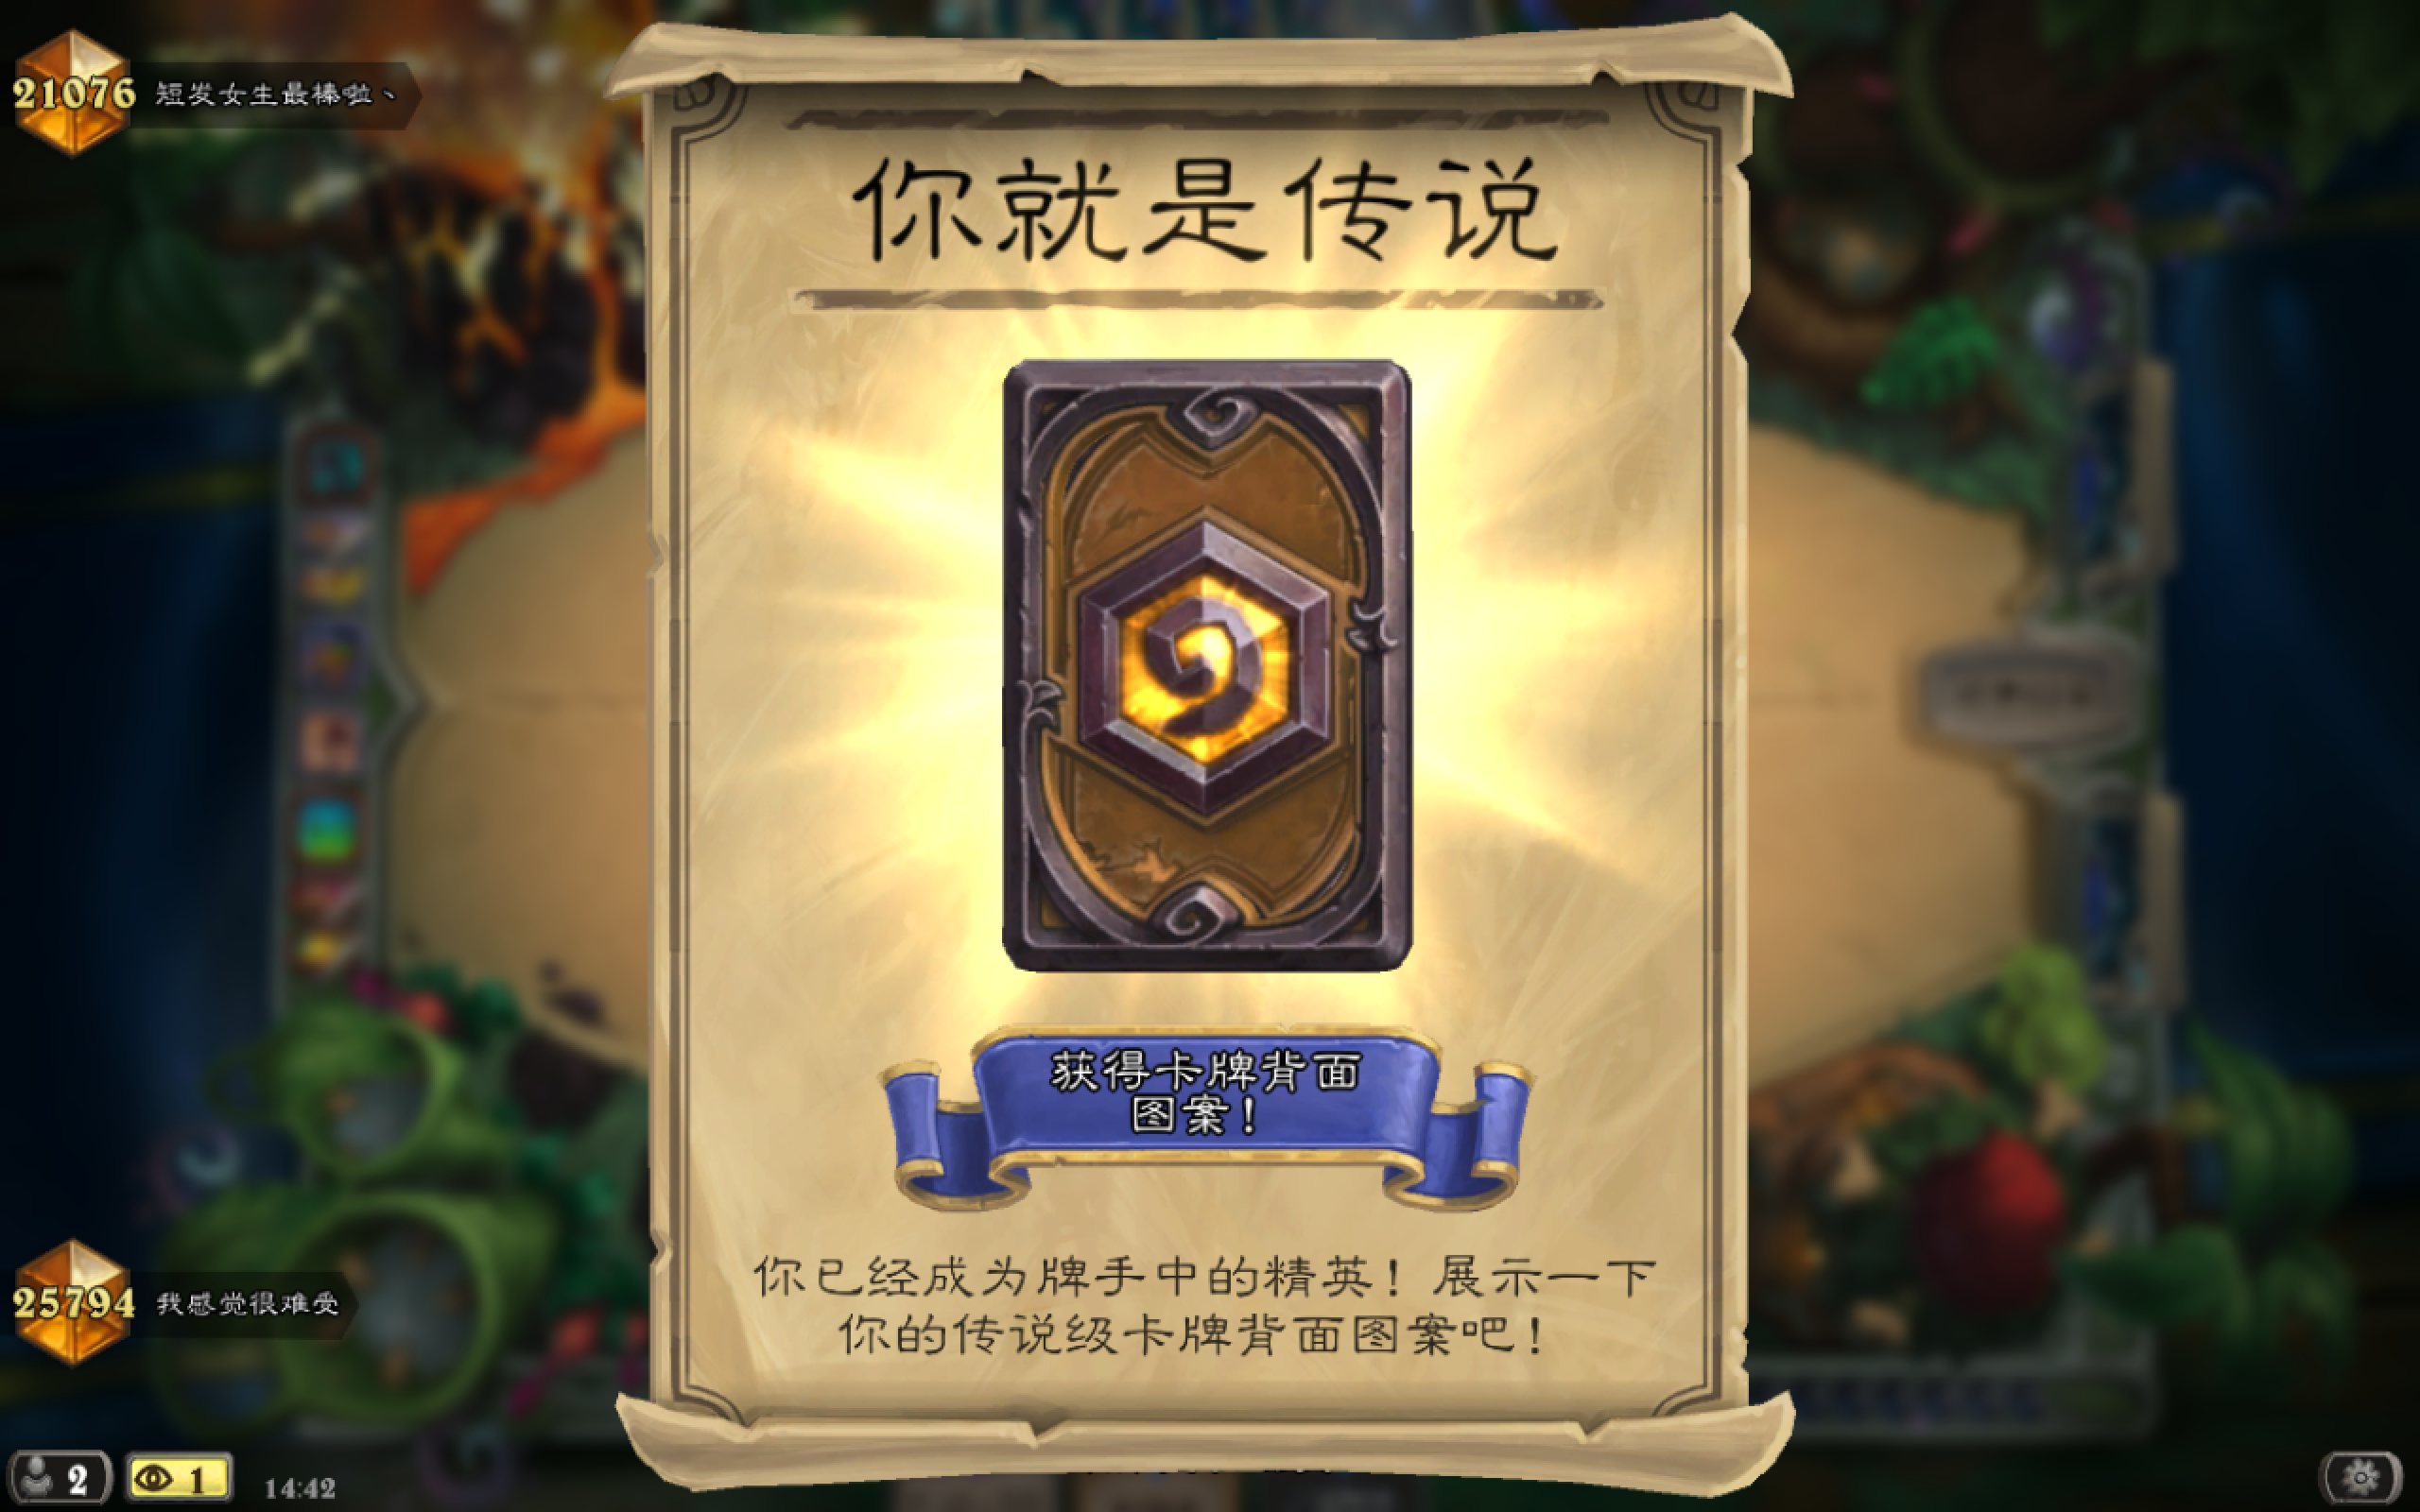 21076
短发女生最棒啦丶
你就是传说
获得卡牌背面
图案！
你已经成为牌手中的精英！展示一下
你的传说级卡牌背面图案吧！
25794
我感觉很难受
2
1
14:42